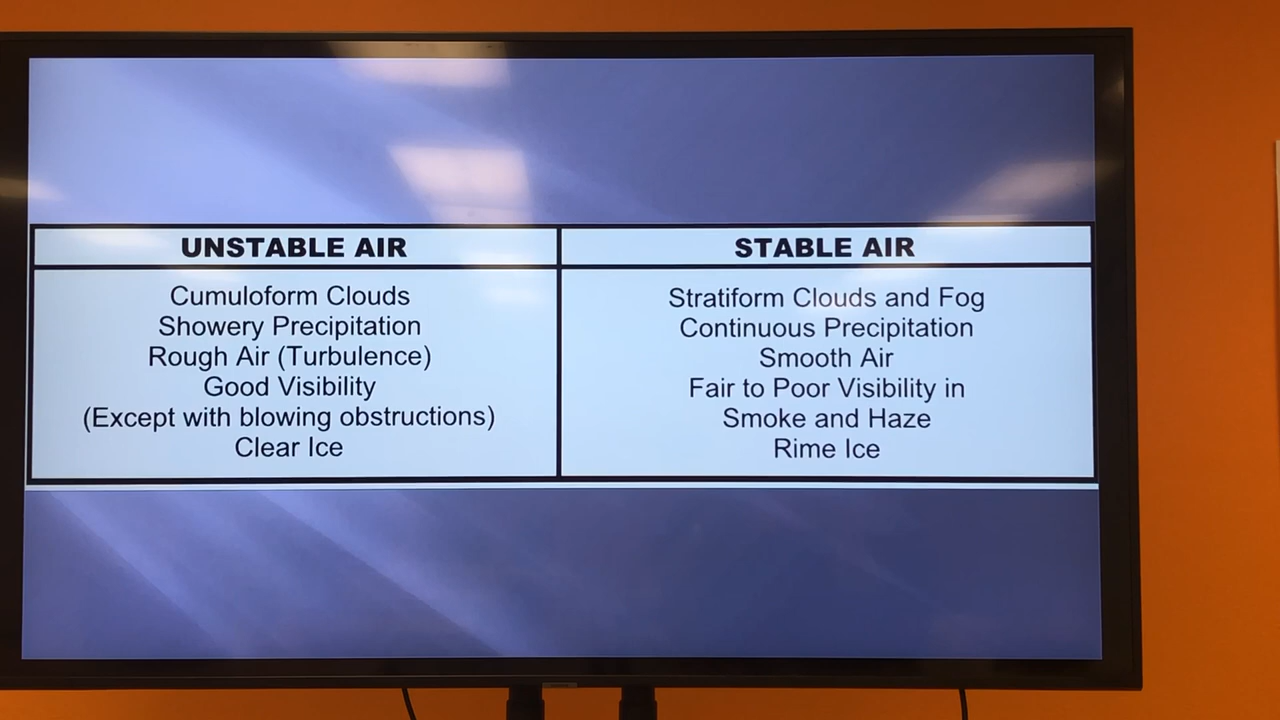 UNSTABLE AIR
Cumuloform Clouds
Showery Precipitation
Rough Air (Turbulence)
Good Visibility
(Except with blowing obstructions)
Clear Ice
STABLE AIR
Stratiform Clouds and Fog
Continuous Precipitation
Smooth Air
Fair to Poor Visibility in
Smoke and Haze
Rime Ice